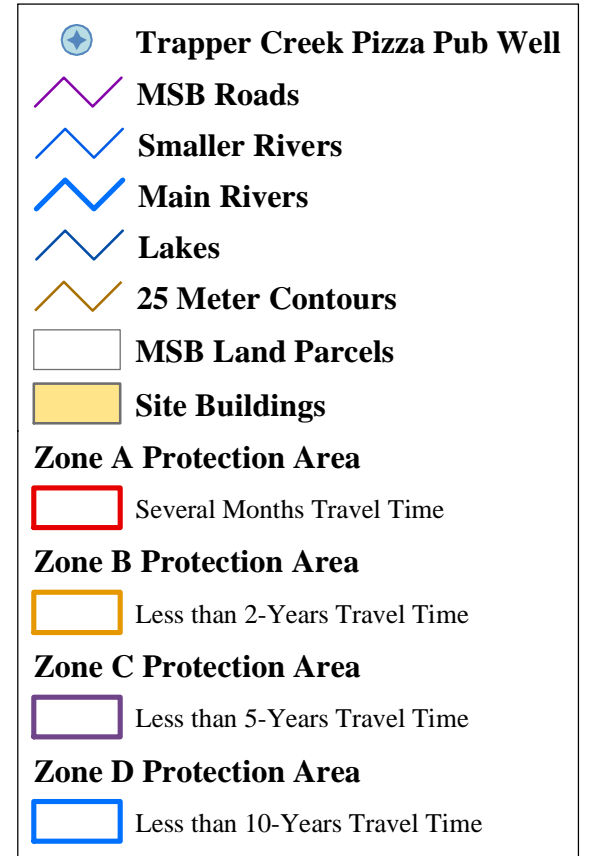 Trapper Creek Pizza Pub Well
MSB Roads
Smaller Rivers
Main Rivers
Lakes
25 Meter Contours
MSB Land Parcels
Site Buildings
Zone A Protection Area
Several Months Travel Time
Zone B Protection Area
Less than 2-Years Travel Time
Zone C Protection Area
Less than 5-Years Travel Time
Zone D Protection Area
Less than 10-Years Travel Time